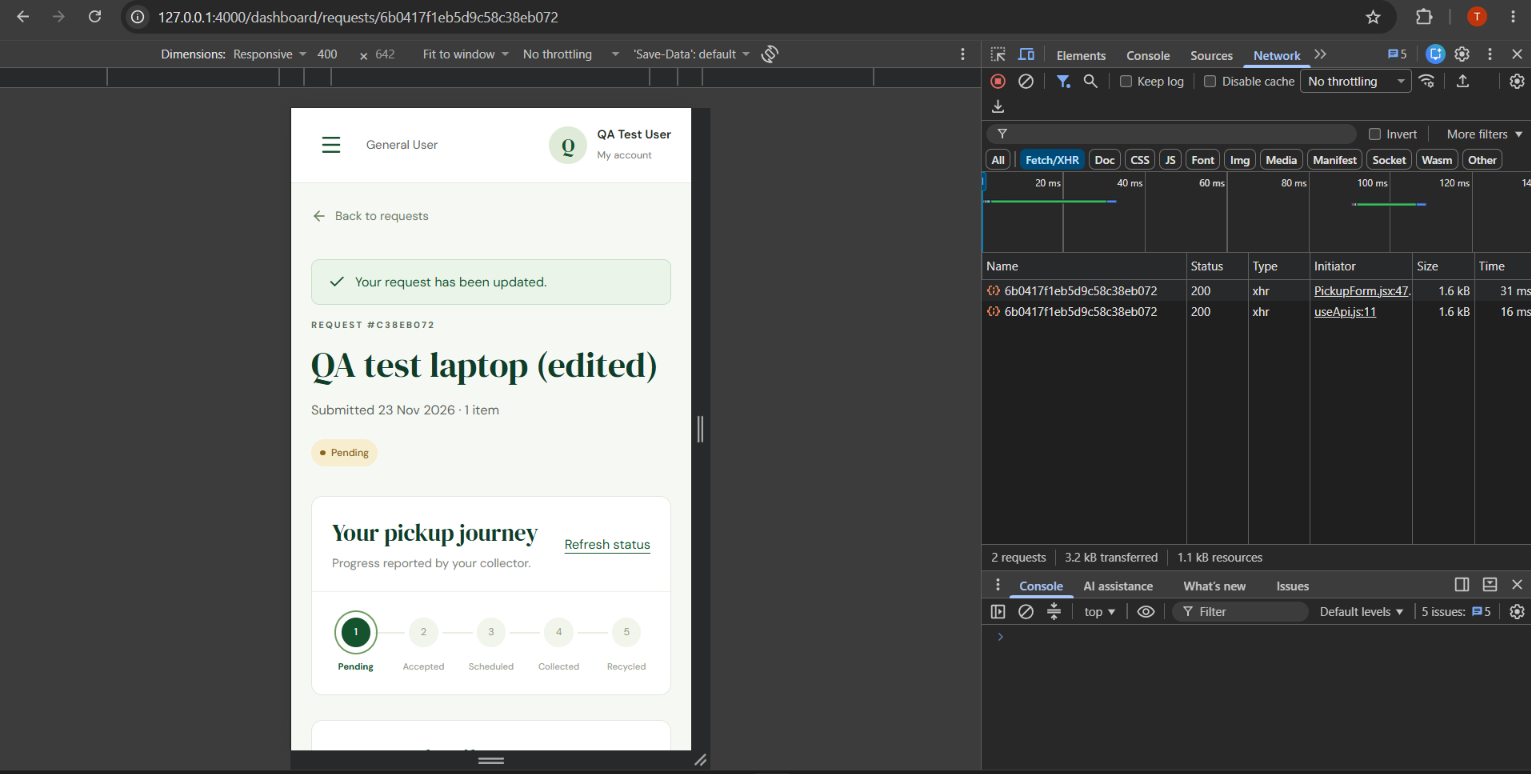 127.0.0.1:4000/dashboard/requests/6b0417f1eb5d9c58c38eb072
T
Dimensions: Responsive 400 x 642 Fit to window No throttling 'Save-Data': default
Elements Console Sources Network 5
Keep log Disable cache No throttling
Invert More filters
All Fetch/XHR Doc CSS JS Font Img Media Manifest Socket Wasm Other
20 ms 40 ms 60 ms 80 ms 100 ms 120 ms 14
Name Status Type Initiator Size Time
6b0417f1eb5d9c58c38eb072 200 xhr PickupForm.jsx:47. 1.6 kB 31 ms
6b0417f1eb5d9c58c38eb072 200 xhr useApi.js:11 1.6 kB 16 ms
2 requests 3.2 kB transferred 1.1 kB resources
Console AI assistance What's new Issues
top Filter Default levels 5 issues: 5
General User
Q
QA Test User
My account
Back to requests
Your request has been updated.
REQUEST #C38EB072
QA test laptop (edited)
Submitted 23 Nov 2026 · 1 item
Pending
Your pickup journey
Refresh status
Progress reported by your collector.
1 2 3 4 5
Pending Accepted Scheduled Collected Recycled